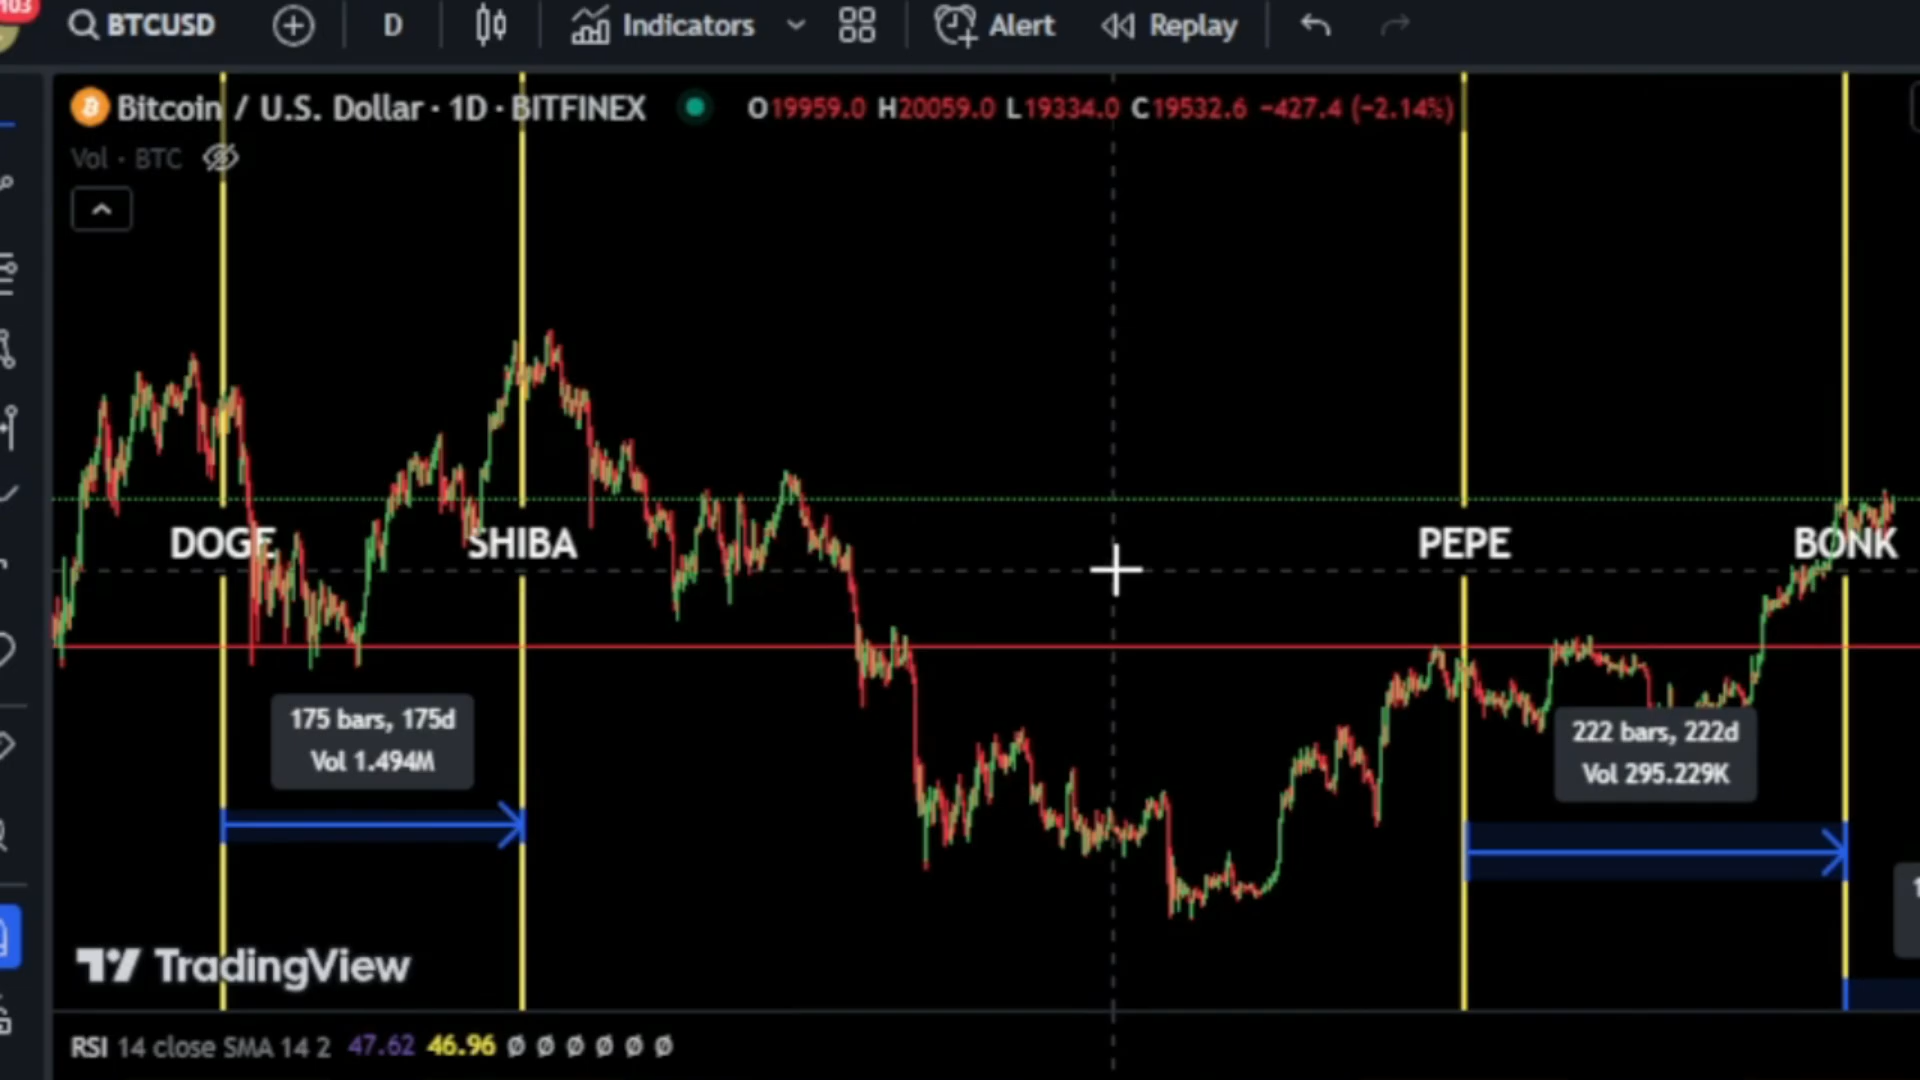 103
BTCUSD D Indicators Alert Replay
Bitcoin / U.S. Dollar · 1D · BITFINEX O19959.0 H20059.0 L19334.0 C19532.6 −427.4 (−2.14%)
Vol · BTC
DOGE SHIBA PEPE BONK
175 bars, 175d
Vol 1.494M
222 bars, 222d
Vol 295.229K
TradingView
RSI 14 close SMA 14 2 47.62 46.96 Ø Ø Ø Ø Ø Ø